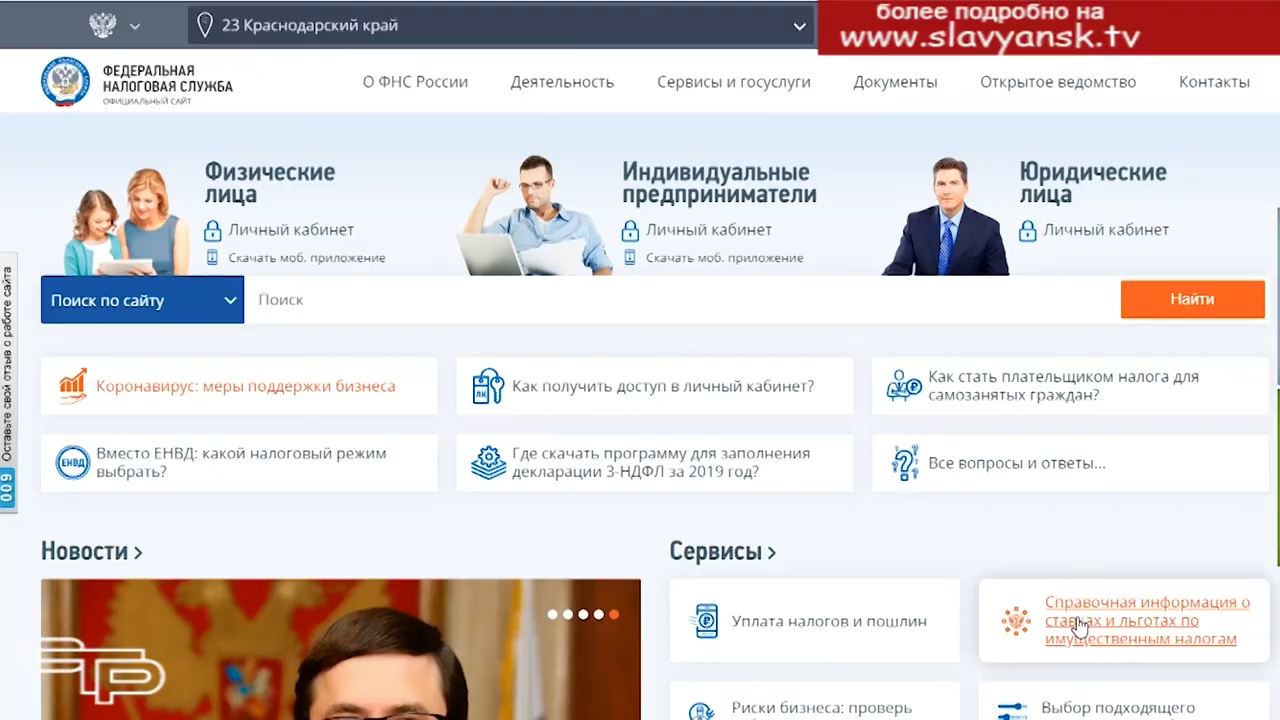 23 Краснодарский край
более подробно на
www.slavyansk.tv
ФЕДЕРАЛЬНАЯ
НАЛОГОВАЯ СЛУЖБА
ОФИЦИАЛЬНЫЙ САЙТ
О ФНС России
Деятельность
Сервисы и госуслуги
Документы
Открытое ведомство
Контакты
Физические
лица
Личный кабинет
Скачать моб. приложение
Индивидуальные
предприниматели
Личный кабинет
Скачать моб. приложение
Юридические
лица
Личный кабинет
Поиск по сайту
Поиск
Найти
Оставьте свой отзыв о работе сайта
Коронавирус: меры поддержки бизнеса
ЛК
Как получить доступ в личный кабинет?
Как стать плательщиком налога для
самозанятых граждан?
ЕНВД
Вместо ЕНВД: какой налоговый режим
выбрать?
Где скачать программу для заполнения
декларации 3-НДФЛ за 2019 год?
Все вопросы и ответы...
Новости
Сервисы
Уплата налогов и пошлин
Справочная информация о
ставках и льготах по
имущественным налогам
Риски бизнеса: проверь
Выбор подходящего